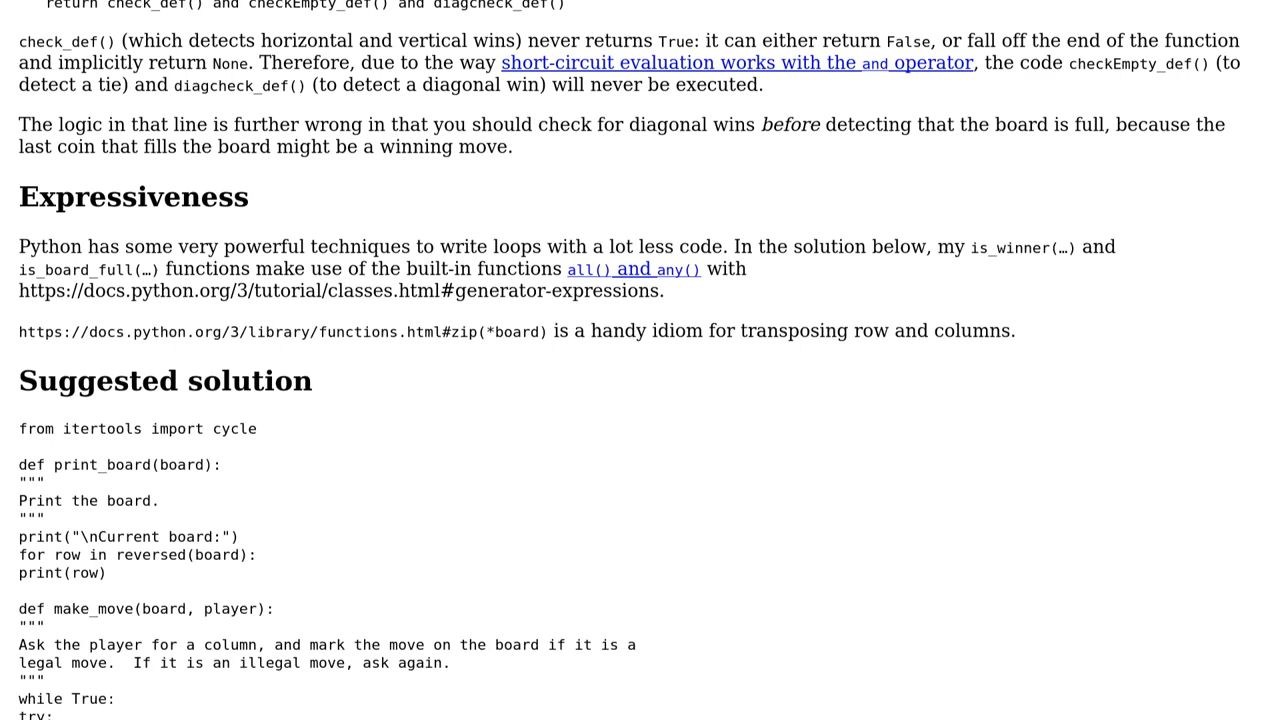 return check_def() and checkEmpty_def() and diagcheck_def()
check_def() (which detects horizontal and vertical wins) never returns True: it can either return False, or fall off the end of the function
and implicitly return None. Therefore, due to the way short-circuit evaluation works with the and operator, the code checkEmpty_def() (to
detect a tie) and diagcheck_def() (to detect a diagonal win) will never be executed.
The logic in that line is further wrong in that you should check for diagonal wins before detecting that the board is full, because the
last coin that fills the board might be a winning move.
Expressiveness
Python has some very powerful techniques to write loops with a lot less code. In the solution below, my is_winner(…) and
is_board_full(…) functions make use of the built-in functions all() and any() with
https://docs.python.org/3/tutorial/classes.html#generator-expressions.
https://docs.python.org/3/library/functions.html#zip(*board) is a handy idiom for transposing row and columns.
Suggested solution
from itertools import cycle
def print_board(board):
"""
Print the board.
"""
print("\nCurrent board:")
for row in reversed(board):
print(row)
def make_move(board, player):
"""
Ask the player for a column, and mark the move on the board if it is a
legal move.  If it is an illegal move, ask again.
"""
while True:
try: